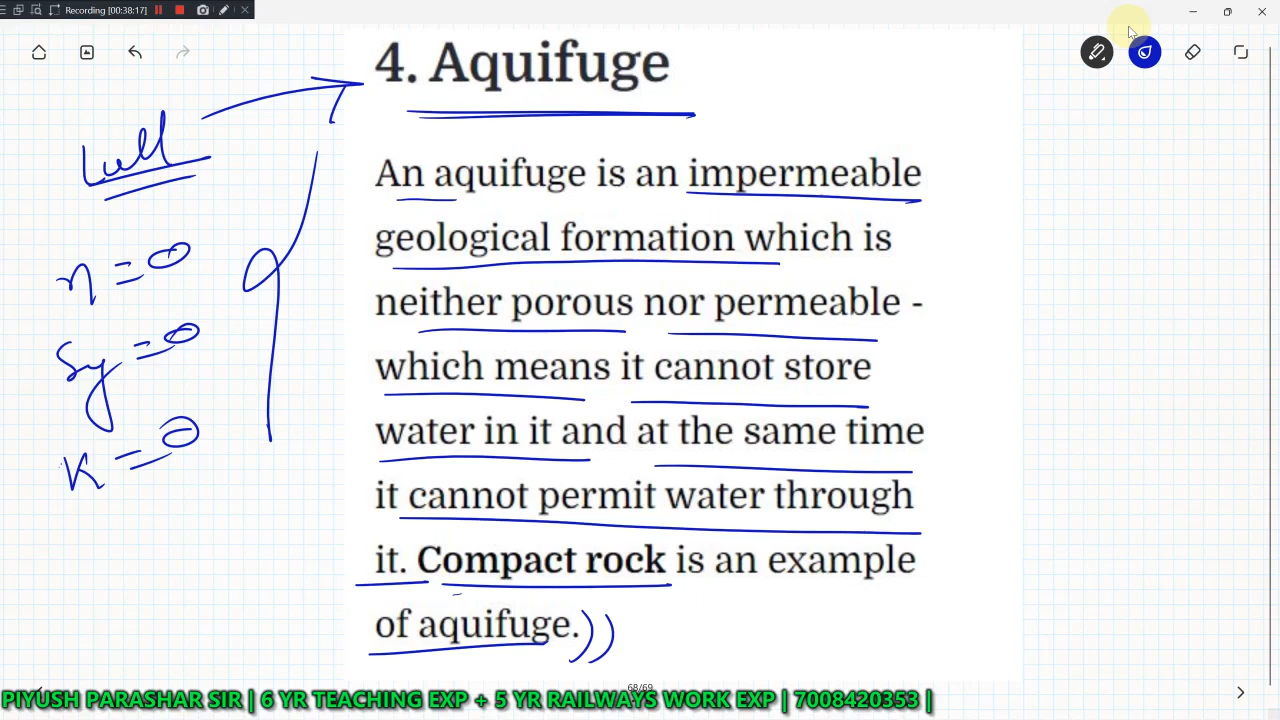 Recording [00:38:17]
4. Aquifuge
An aquifuge is an impermeable
geological formation which is
neither porous nor permeable -
which means it cannot store
water in it and at the same time
it cannot permit water through
it. Compact rock is an example
of aquifuge.))
η = 0
Sy = 0
K = 0
68/69
PIYUSH PARASHAR SIR | 6 YR TEACHING EXP + 5 YR RAILWAYS WORK EXP | 7008420353 |